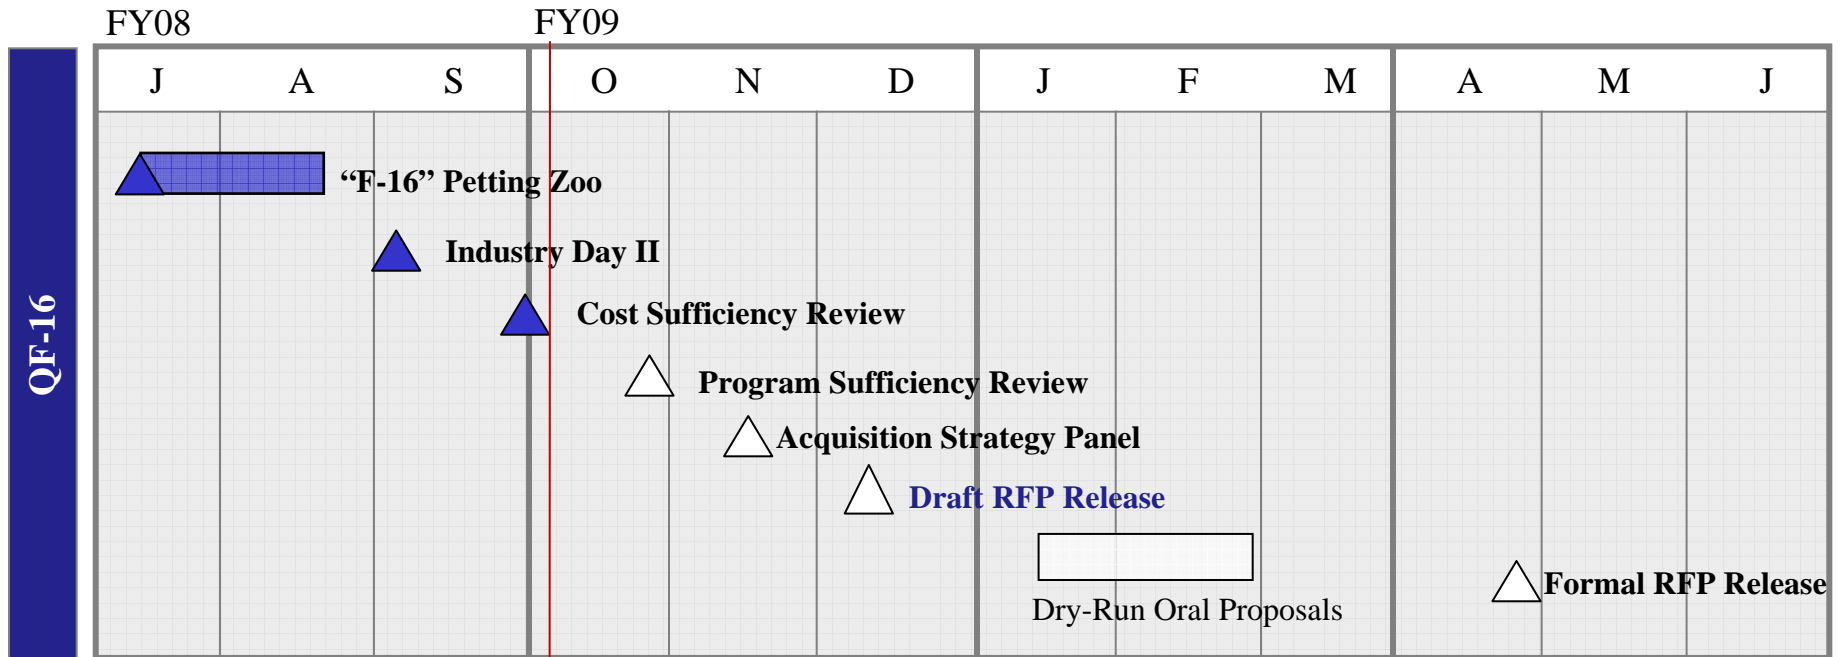 FY08 FY09
J A S O N D J F M A M J
QF-16
“F-16” Petting Zoo
Industry Day II
Cost Sufficiency Review
Program Sufficiency Review
Acquisition Strategy Panel
Draft RFP Release
Formal RFP Release
Dry-Run Oral Proposals